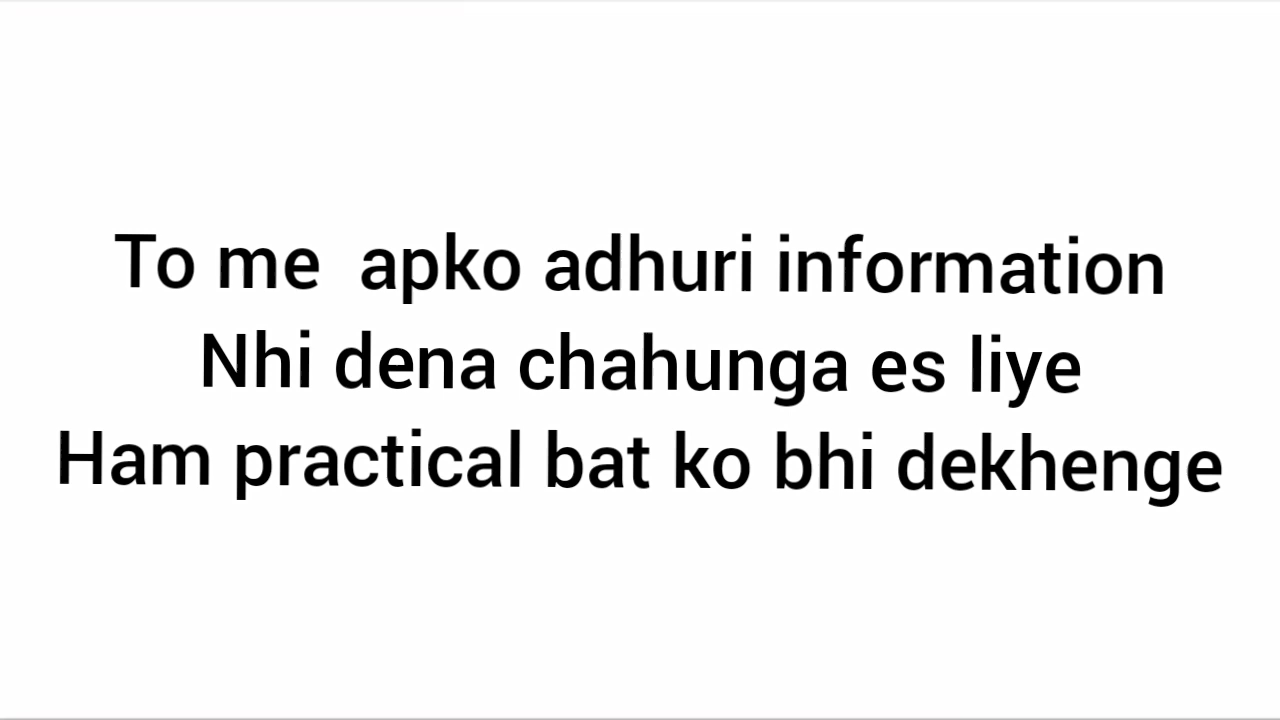 To me  apko adhuri information
Nhi dena chahunga es liye
Ham practical bat ko bhi dekhenge